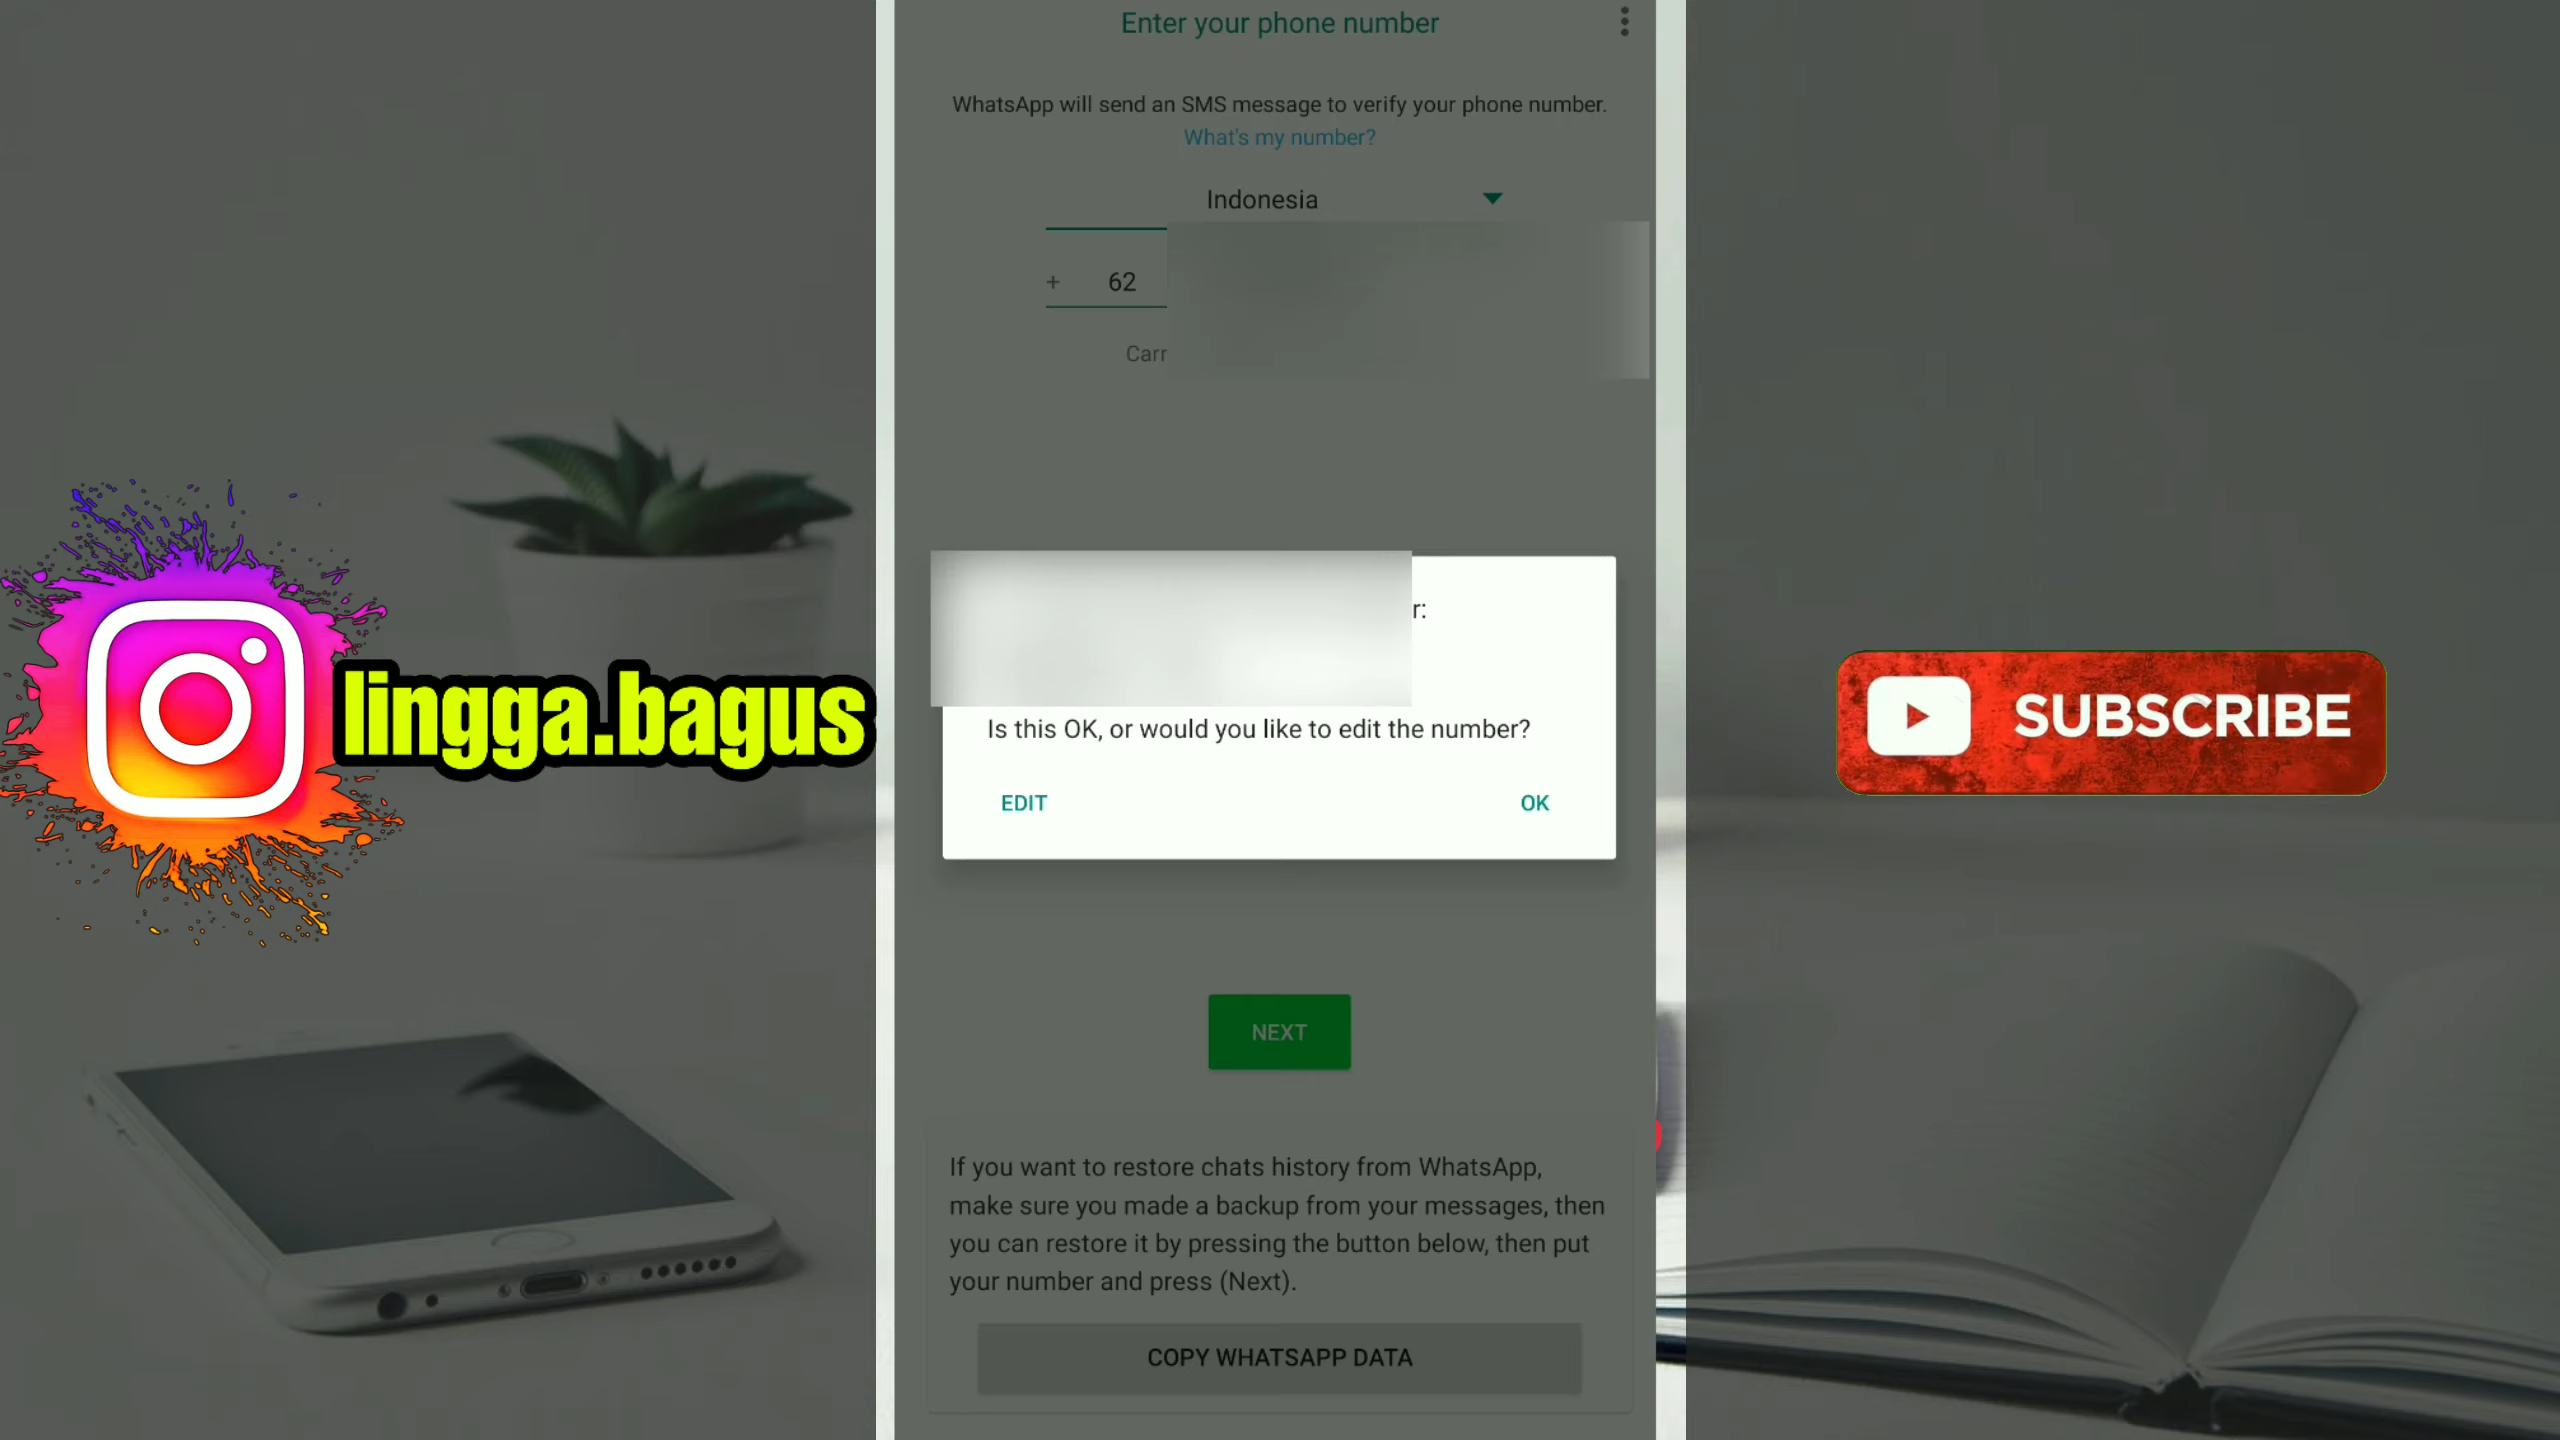 Enter your phone number
WhatsApp will send an SMS message to verify your phone number.
What's my number?
Indonesia
+ 62
Carr
r:
Is this OK, or would you like to edit the number?
EDIT
OK
lingga.bagus
SUBSCRIBE
NEXT
If you want to restore chats history from WhatsApp,
make sure you made a backup from your messages, then
you can restore it by pressing the button below, then put
your number and press (Next).
COPY WHATSAPP DATA